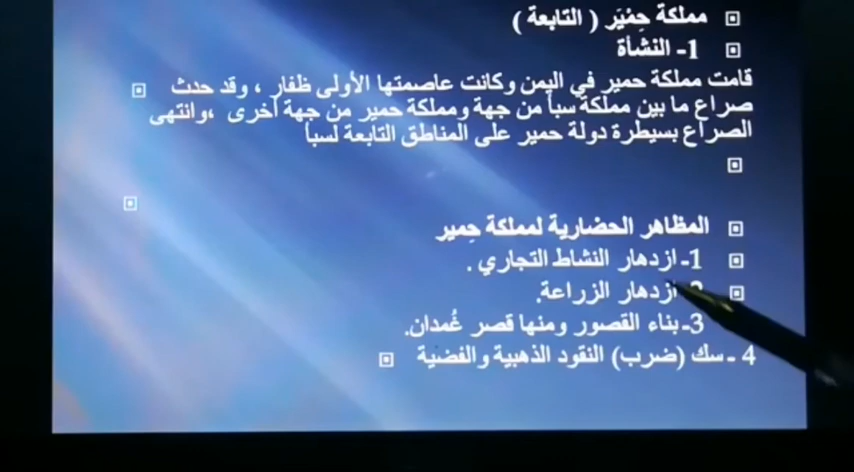 مملكة حِمْيَر ( التابعة )
1- النشأة
قامت مملكة حمير في اليمن وكانت عاصمتها الأولى ظفار ، وقد حدث
صراع ما بين مملكة سبأ من جهة ومملكة حمير من جهة أخرى ،وانتهى
الصراع بسيطرة دولة حمير على المناطق التابعة لسبأ
المظاهر الحضارية لمملكة حِمير
1- ازدهار النشاط التجاري .
ازدهار الزراعة.
3-بناء القصور ومنها قصر غُمدان.
4 -سك (ضرب) النقود الذهبية والفضية